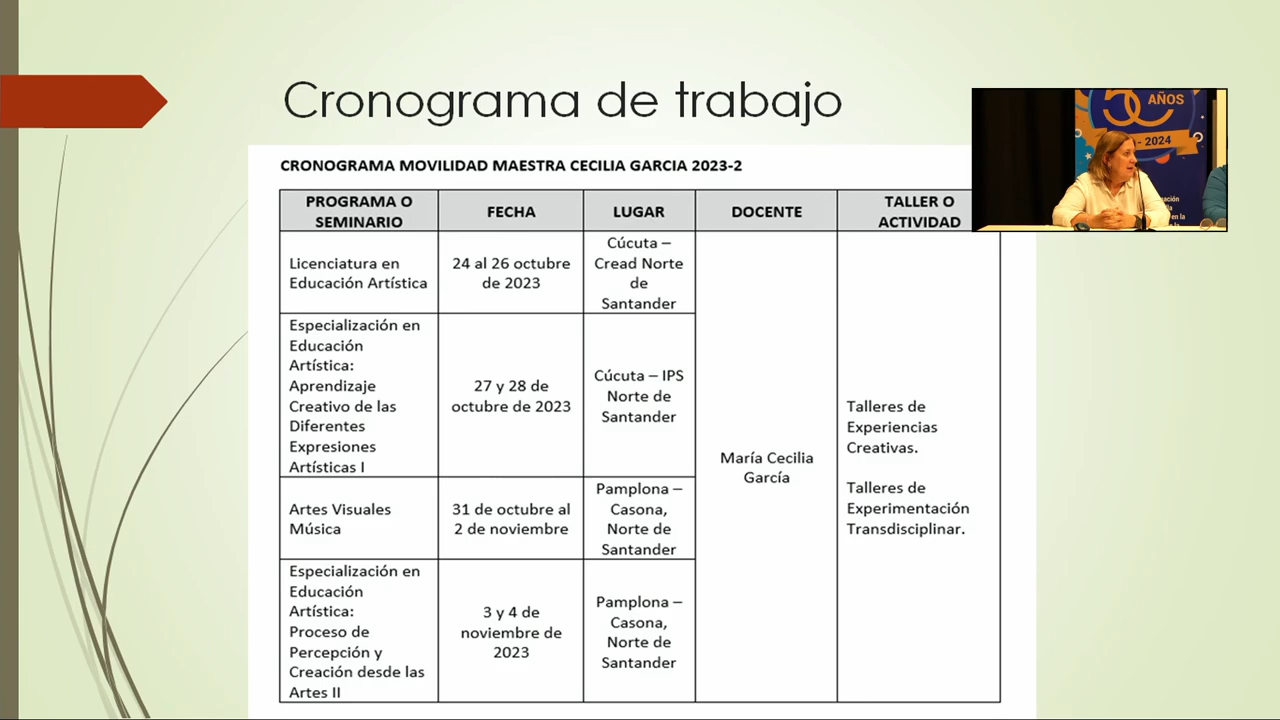 Cronograma de trabajo
AÑOS
- 2024
CRONOGRAMA MOVILIDAD MAESTRA CECILIA GARCIA 2023-2
PROGRAMA O
SEMINARIO
FECHA
LUGAR
DOCENTE
TALLER O
ACTIVIDAD
Licenciatura en
Educación Artística
24 al 26 octubre
de 2023
Cúcuta –
Cread Norte
de
Santander
Especialización en
Educación
Artística:
Aprendizaje
Creativo de las
Diferentes
Expresiones
Artísticas I
27 y 28 de
octubre de 2023
Cúcuta – IPS
Norte de
Santander
María Cecilia
García
Talleres de
Experiencias
Creativas.
Talleres de
Experimentación
Transdisciplinar.
Artes Visuales
Música
31 de octubre al
2 de noviembre
Pamplona –
Casona,
Norte de
Santander
Especialización en
Educación
Artística:
Proceso de
Percepción y
Creación desde las
Artes II
3 y 4 de
noviembre de
2023
Pamplona –
Casona,
Norte de
Santander